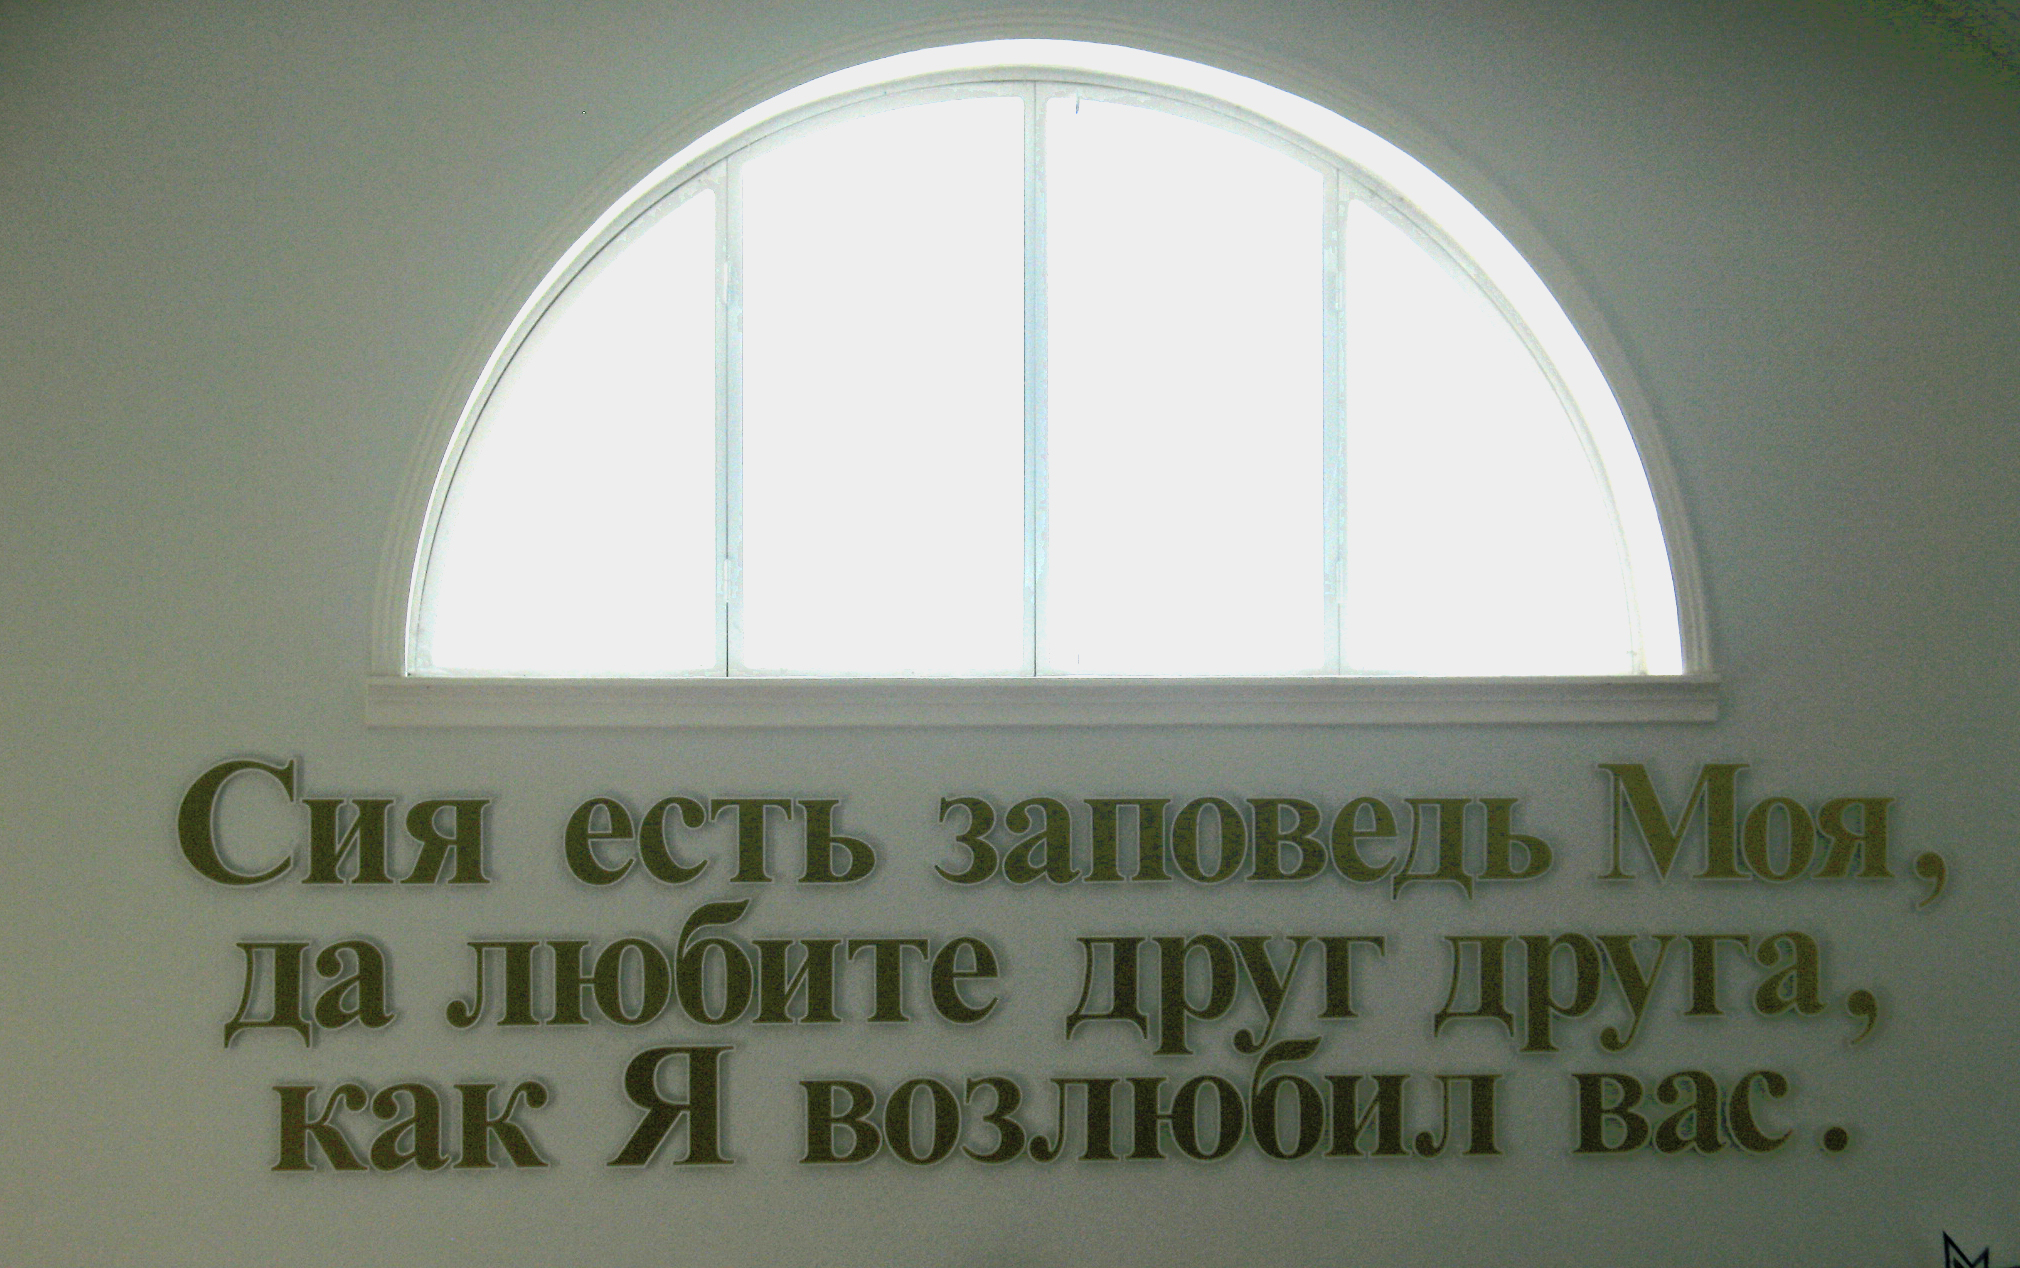 Сия есть заповедь Моя,
да любите друг друга,
как Я возлюбил вас.